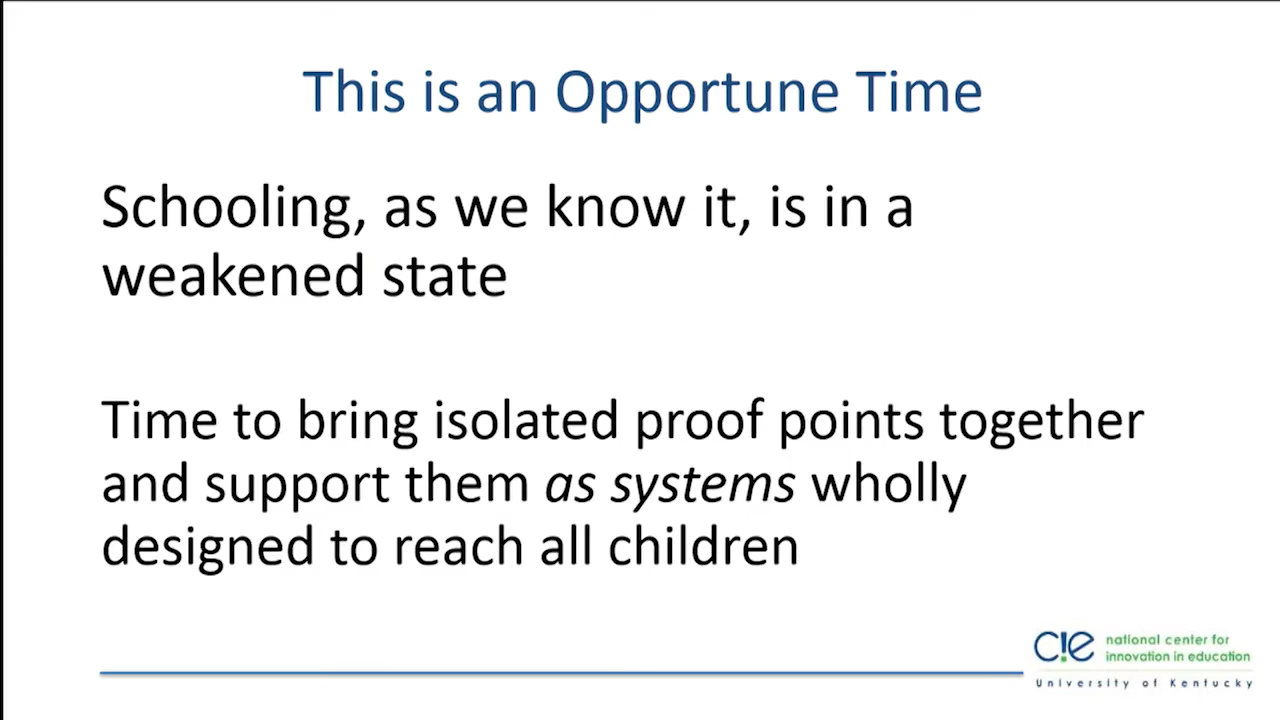 This is an Opportune Time
Schooling, as we know it, is in a
weakened state
Time to bring isolated proof points together
and support them as systems wholly
designed to reach all children
c!e national center for
innovation in education
University of Kentucky